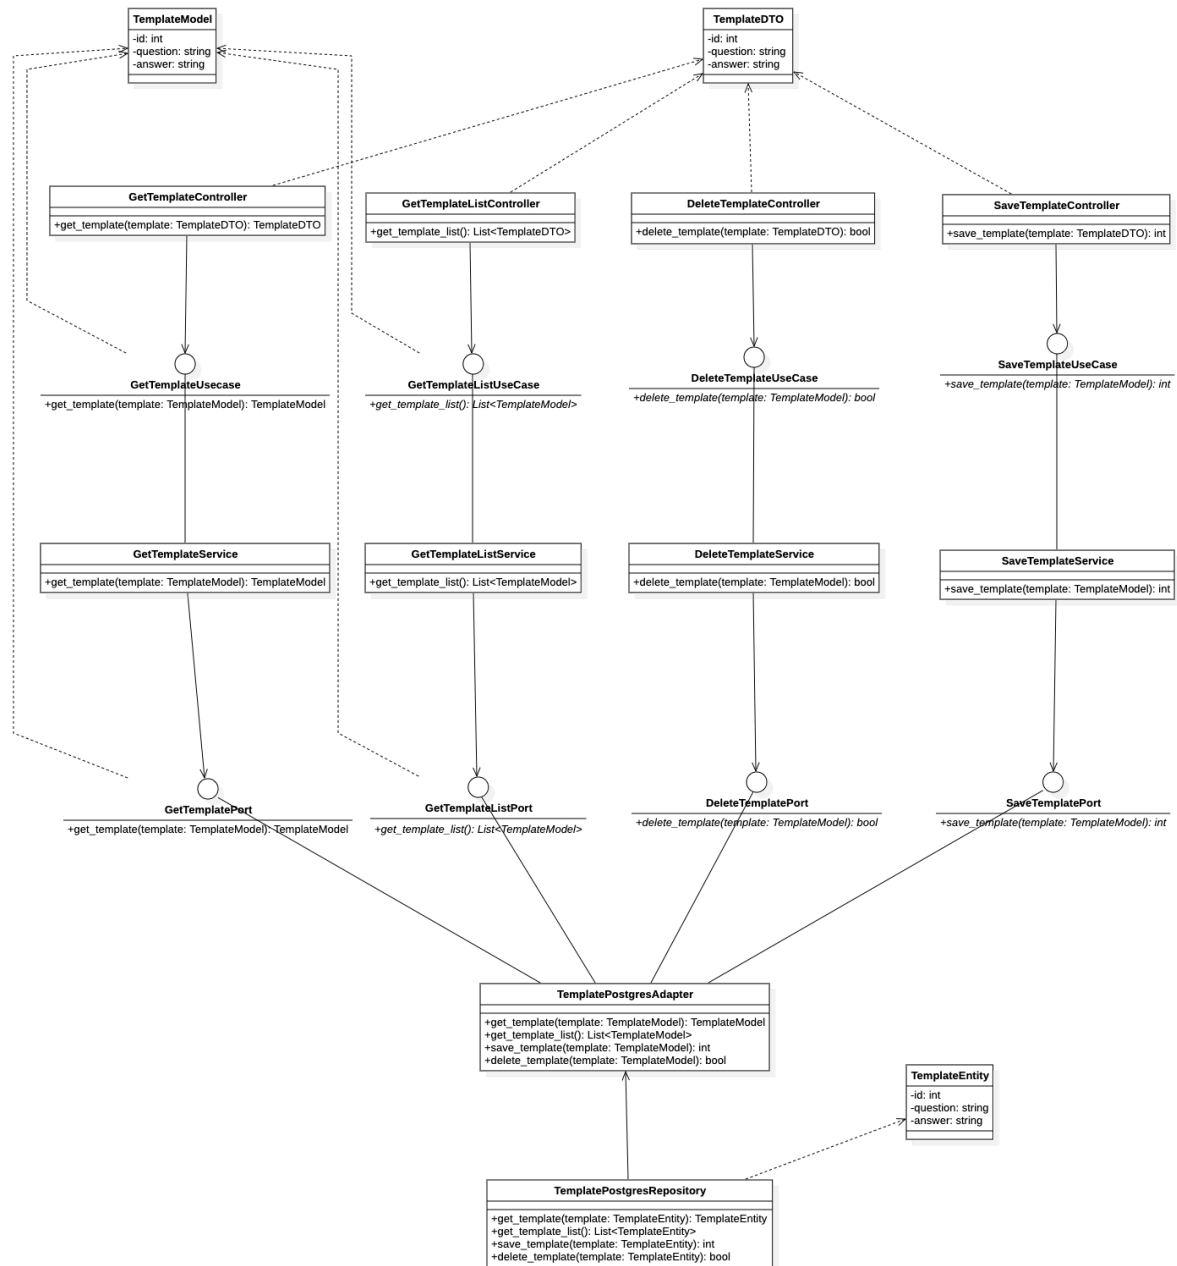 TemplateModel
-id: int
-question: string
-answer: string
TemplateDTO
-id: int
-question: string
-answer: string
GetTemplateController
+get_template(template: TemplateDTO): TemplateDTO
GetTemplateListController
+get_template_list(): List<TemplateDTO>
DeleteTemplateController
+delete_template(template: TemplateDTO): bool
SaveTemplateController
+save_template(template: TemplateDTO): int
GetTemplateUsecase
+get_template(template: TemplateModel): TemplateModel
GetTemplateListUseCase
+get_template_list(): List<TemplateModel>
DeleteTemplateUseCase
+delete_template(template: TemplateModel): bool
SaveTemplateUseCase
+save_template(template: TemplateModel): int
GetTemplateService
+get_template(template: TemplateModel): TemplateModel
GetTemplateListService
+get_template_list(): List<TemplateModel>
DeleteTemplateService
+delete_template(template: TemplateModel): bool
SaveTemplateService
+save_template(template: TemplateModel): int
GetTemplatePort
+get_template(template: TemplateModel): TemplateModel
GetTemplateListPort
+get_template_list(): List<TemplateModel>
DeleteTemplatePort
+delete_template(template: TemplateModel): bool
SaveTemplatePort
+save_template(template: TemplateModel): int
TemplatePostgresAdapter
+get_template(template: TemplateModel): TemplateModel
+get_template_list(): List<TemplateModel>
+save_template(template: TemplateModel): int
+delete_template(template: TemplateModel): bool
TemplateEntity
-id: int
-question: string
-answer: string
TemplatePostgresRepository
+get_template(template: TemplateEntity): TemplateEntity
+get_template_list(): List<TemplateEntity>
+save_template(template: TemplateEntity): int
+delete_template(template: TemplateEntity): bool